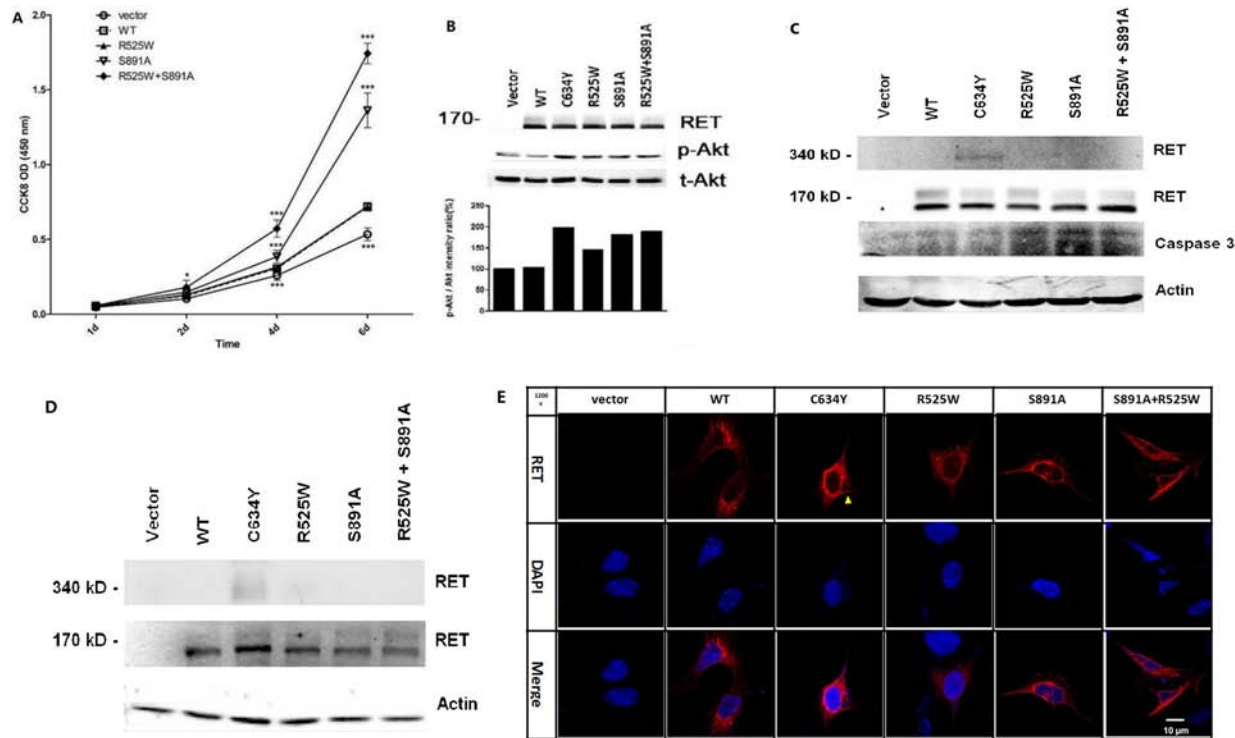 A
vector
WT
R525W
S891A
R525W+S891A
CCK8 OD (450 nm)
2.0
1.5
1.0
0.5
0.0
1d
2d
4d
6d
Time
*
***
***
***
***
***
***
B
Vector
WT
C634Y
R525W
S891A
R525W+S891A
170-
RET
p-Akt
t-Akt
p-Akt / Akt intensity ratio(%)
250
200
150
100
50
0
C
Vector
WT
C634Y
R525W
S891A
R525W + S891A
340 kD -
RET
170 kD -
RET
Caspase 3
Actin
D
Vector
WT
C634Y
R525W
S891A
R525W + S891A
340 kD -
RET
170 kD -
RET
Actin
E
1200
x
vector
WT
C634Y
R525W
S891A
S891A+R525W
RET
DAPI
Merge
10 µm